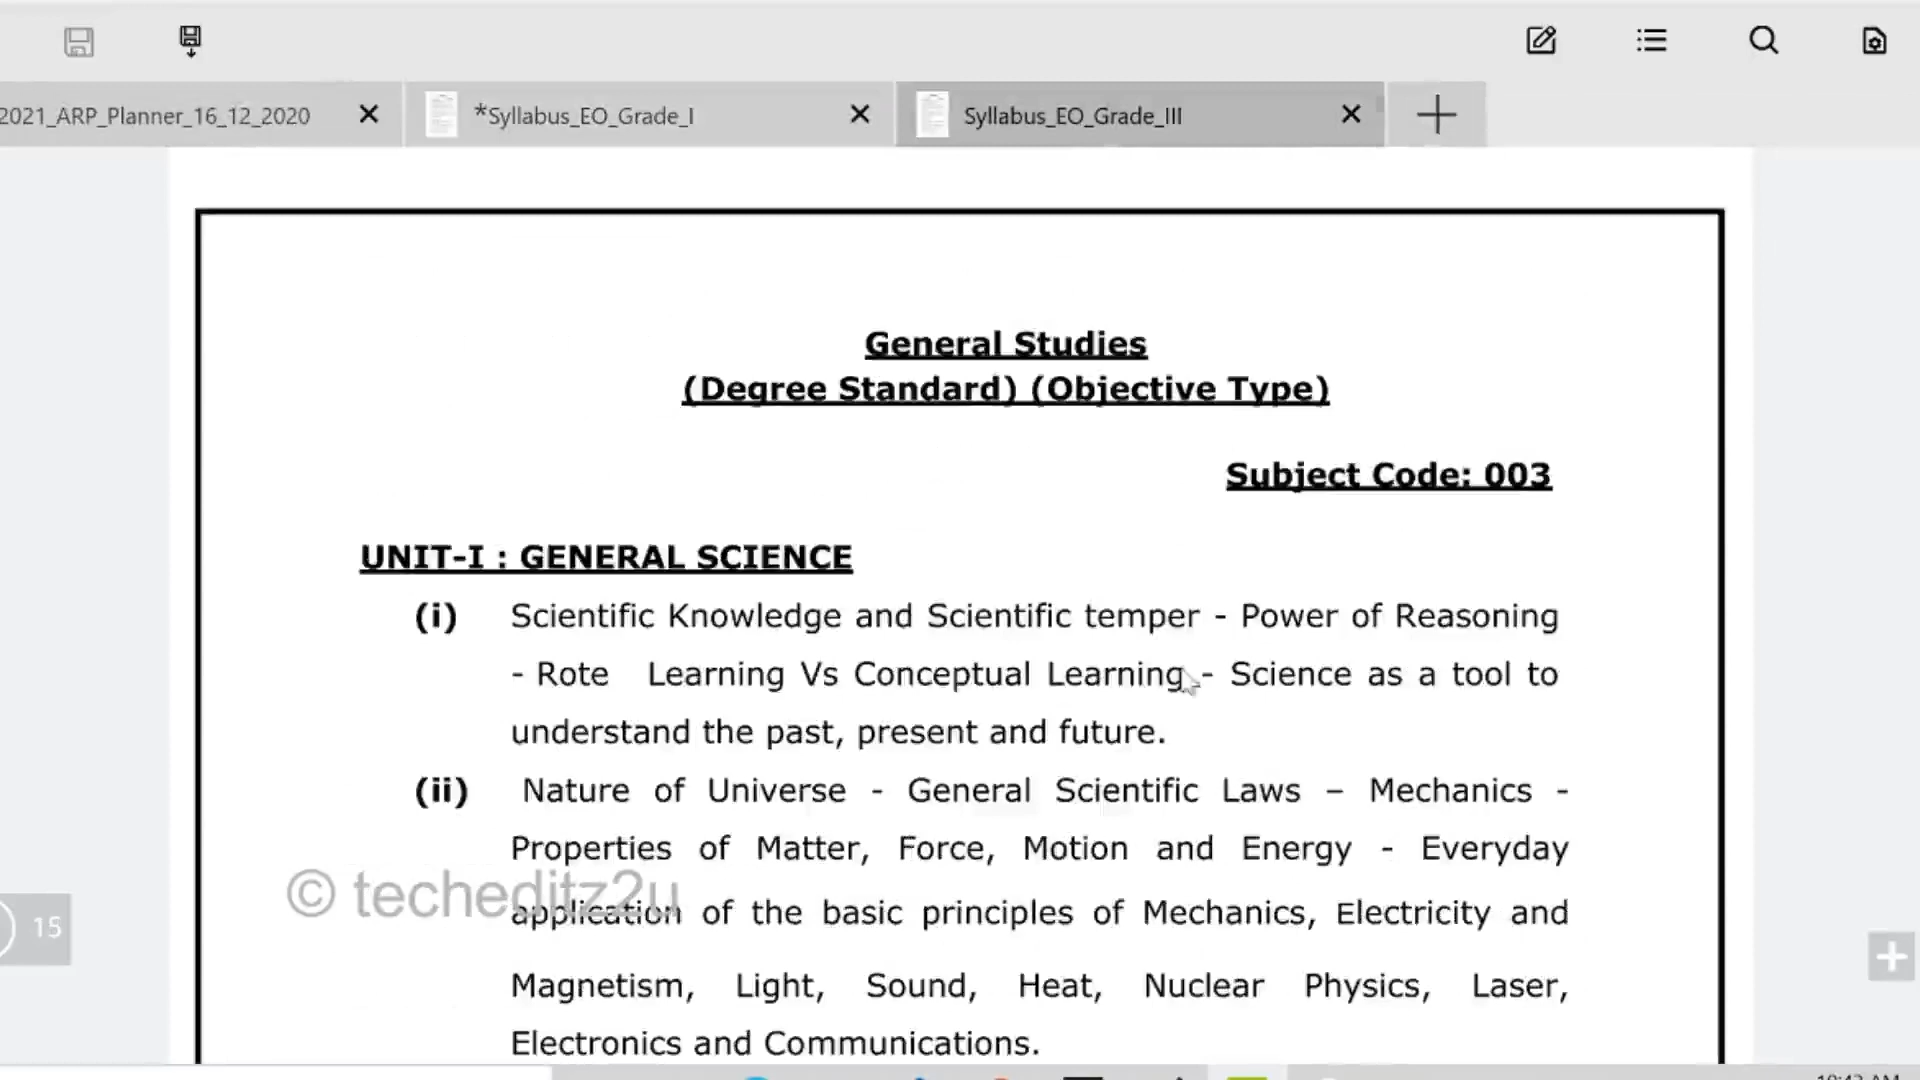 2021_ARP_Planner_16_12_2020
*Syllabus_EO_Grade_I
Syllabus_EO_Grade_III
General Studies
(Degree Standard) (Objective Type)
Subject Code: 003
UNIT-I : GENERAL SCIENCE
(i) Scientific Knowledge and Scientific temper - Power of Reasoning
- Rote Learning Vs Conceptual Learning - Science as a tool to
understand the past, present and future.
(ii) Nature of Universe - General Scientific Laws – Mechanics -
Properties of Matter, Force, Motion and Energy - Everyday
application of the basic principles of Mechanics, Electricity and
© techeditz2u
15
Magnetism, Light, Sound, Heat, Nuclear Physics, Laser,
Electronics and Communications.